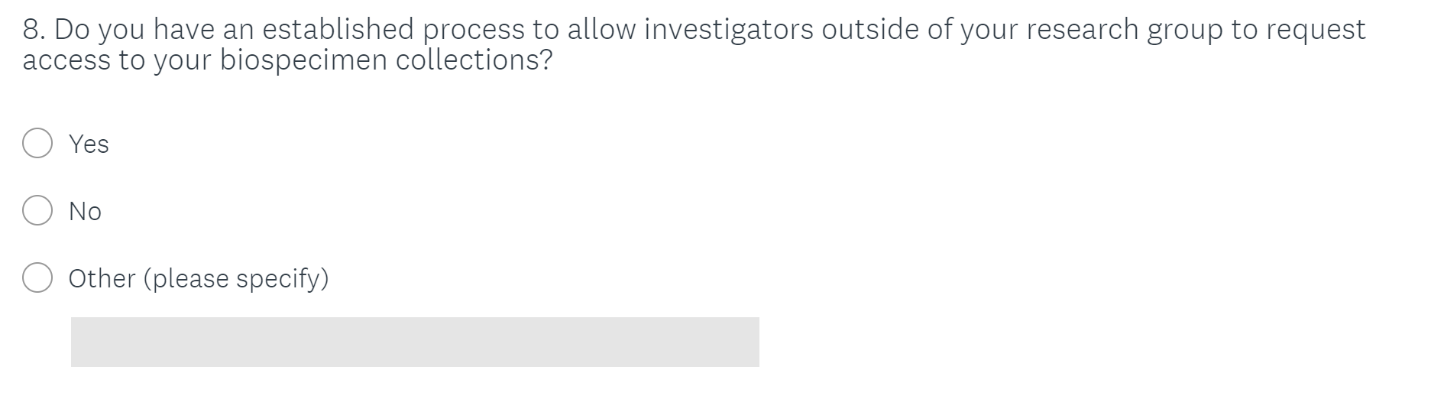 8. Do you have an established process to allow investigators outside of your research group to request
access to your biospecimen collections?
Yes
No
Other (please specify)